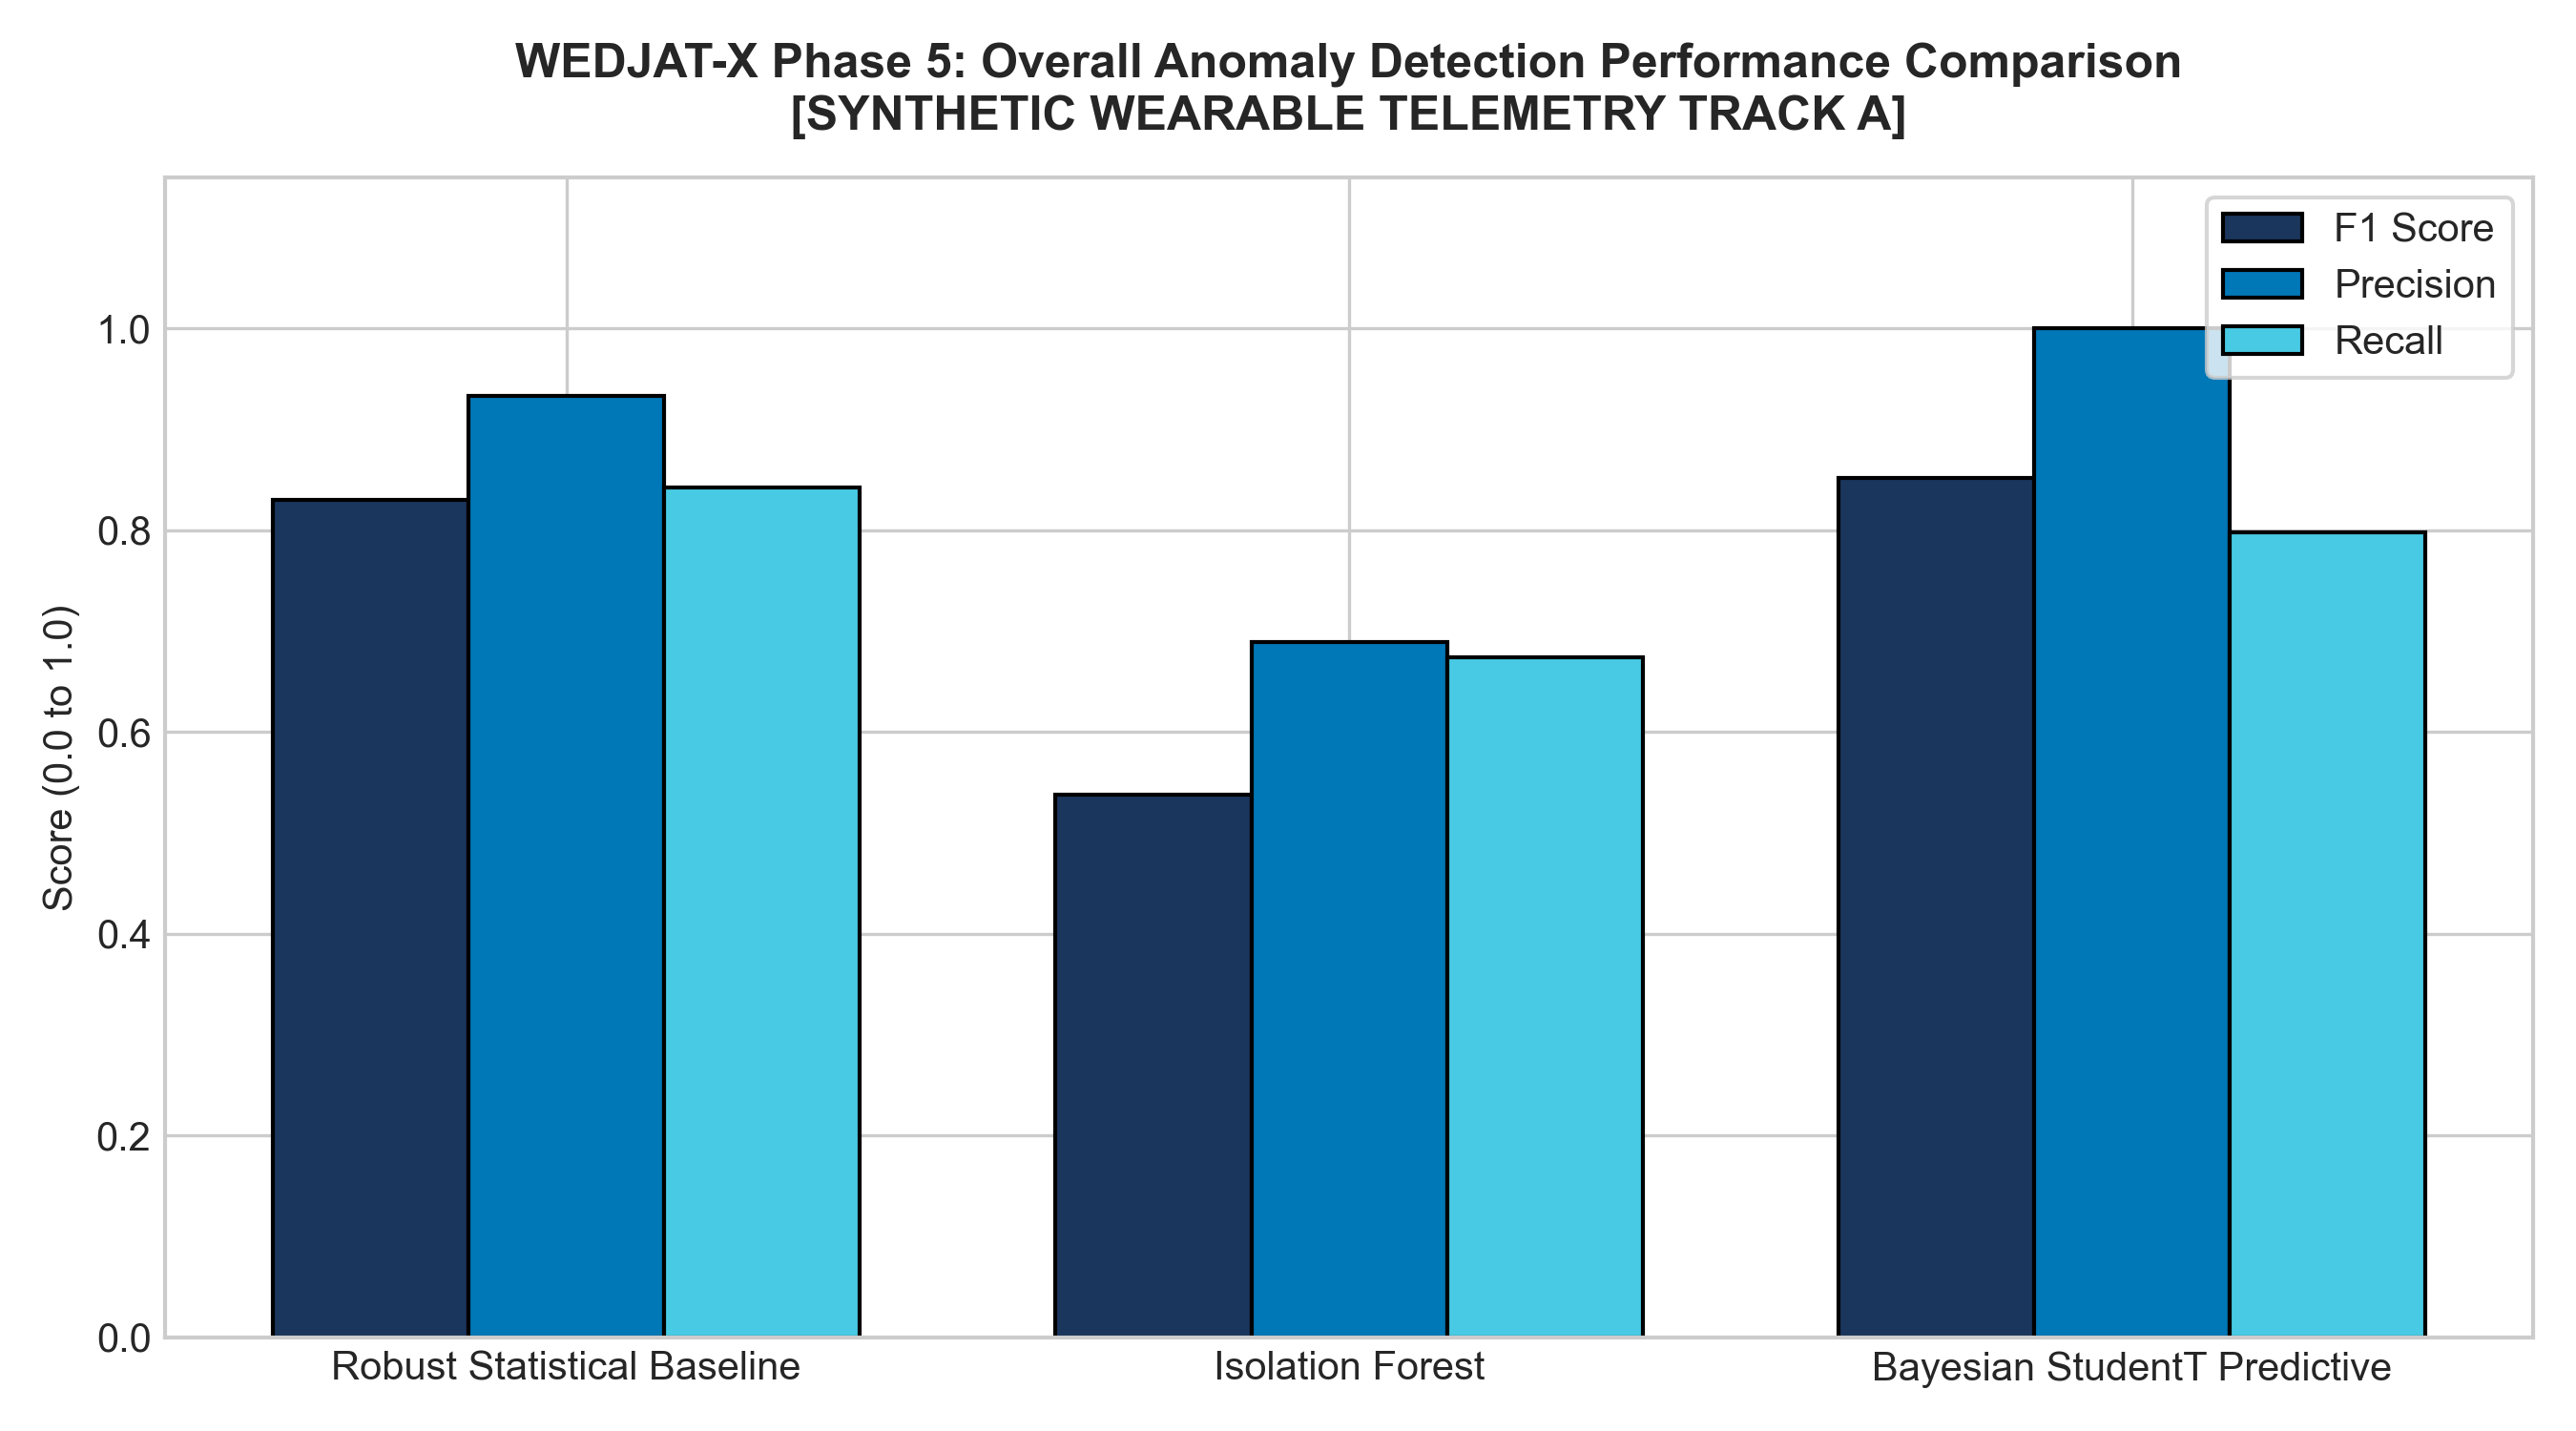 WEDJAT-X Phase 5: Overall Anomaly Detection Performance Comparison
[SYNTHETIC WEARABLE TELEMETRY TRACK A]
F1 Score
Precision
Recall
Score (0.0 to 1.0)
1.0
0.8
0.6
0.4
0.2
0.0
Robust Statistical Baseline
Isolation Forest
Bayesian StudentT Predictive